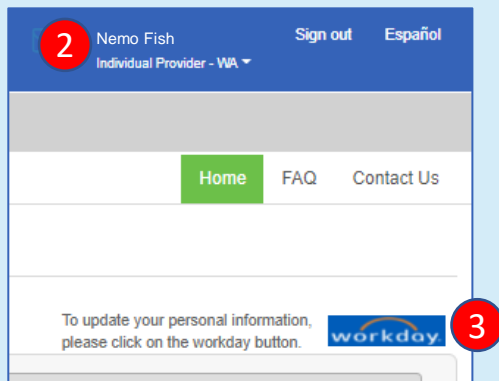 2
Nemo Fish
Sign out
Español
Individual Provider - WA
Home
FAQ
Contact Us
To update your personal information,
please click on the workday button.
workday.
3